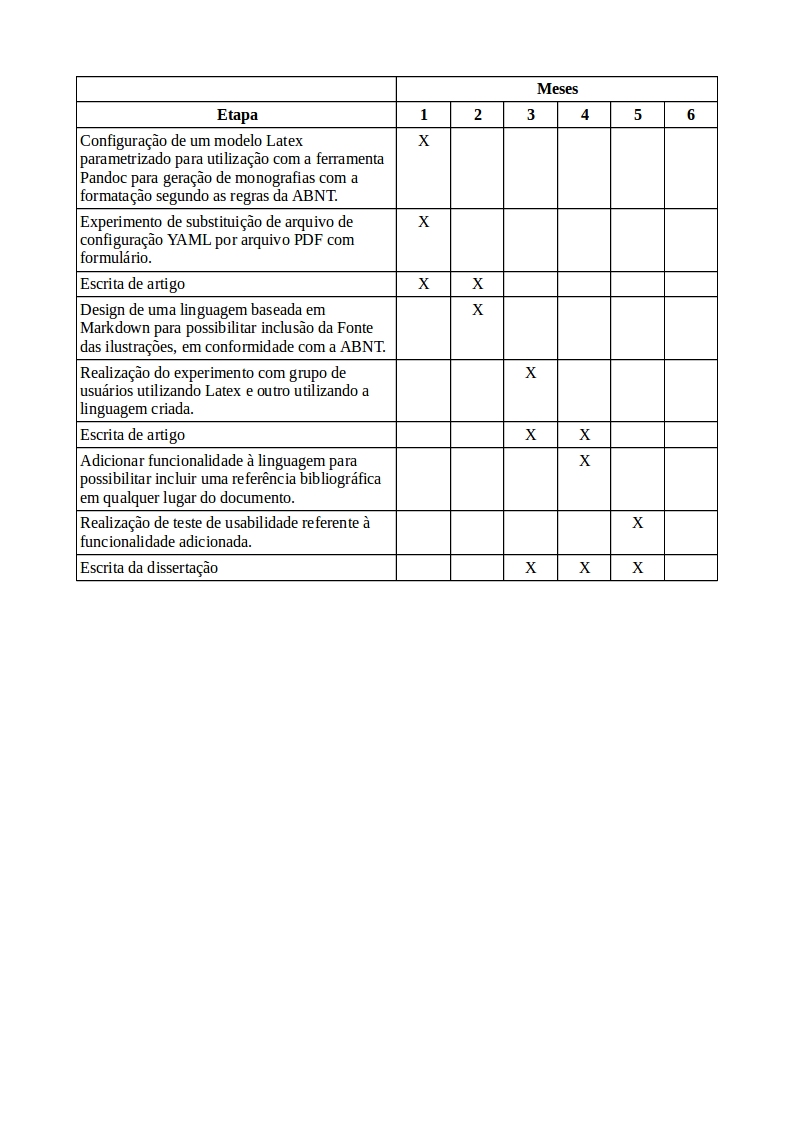 Meses
Etapa 1 2 3 4 5 6
Configuração de um modelo Latex X
parametrizado para utilização com a ferramenta
Pandoc para geração de monografias com a
formatação segundo as regras da ABNT.
Experimento de substituição de arquivo de X
configuração YAML por arquivo PDF com
formulário.
Escrita de artigo X X
Design de uma linguagem baseada em X
Markdown para possibilitar inclusão da Fonte
das ilustrações, em conformidade com a ABNT.
Realização do experimento com grupo de X
usuários utilizando Latex e outro utilizando a
linguagem criada.
Escrita de artigo X X
Adicionar funcionalidade à linguagem para X
possibilitar incluir uma referência bibliográfica
em qualquer lugar do documento.
Realização de teste de usabilidade referente à X
funcionalidade adicionada.
Escrita da dissertação X X X